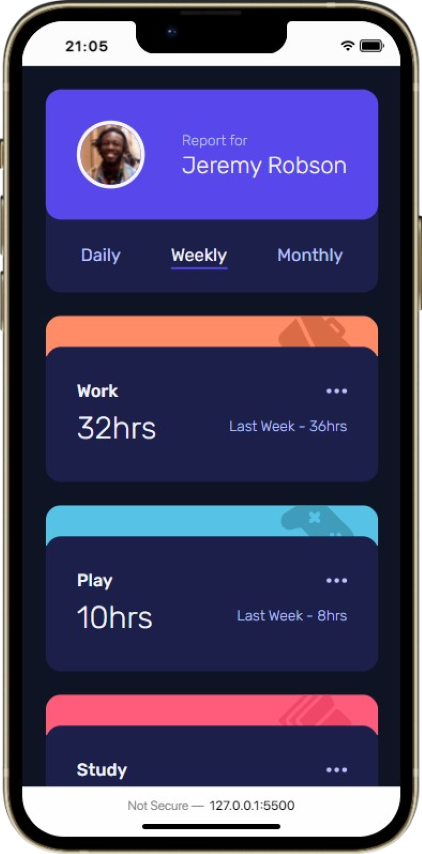 21:05
Report for
Jeremy Robson
Daily Weekly Monthly
Work
32hrs
Last Week - 36hrs
Play
10hrs
Last Week - 8hrs
Study
Not Secure — 127.0.0.1:5500